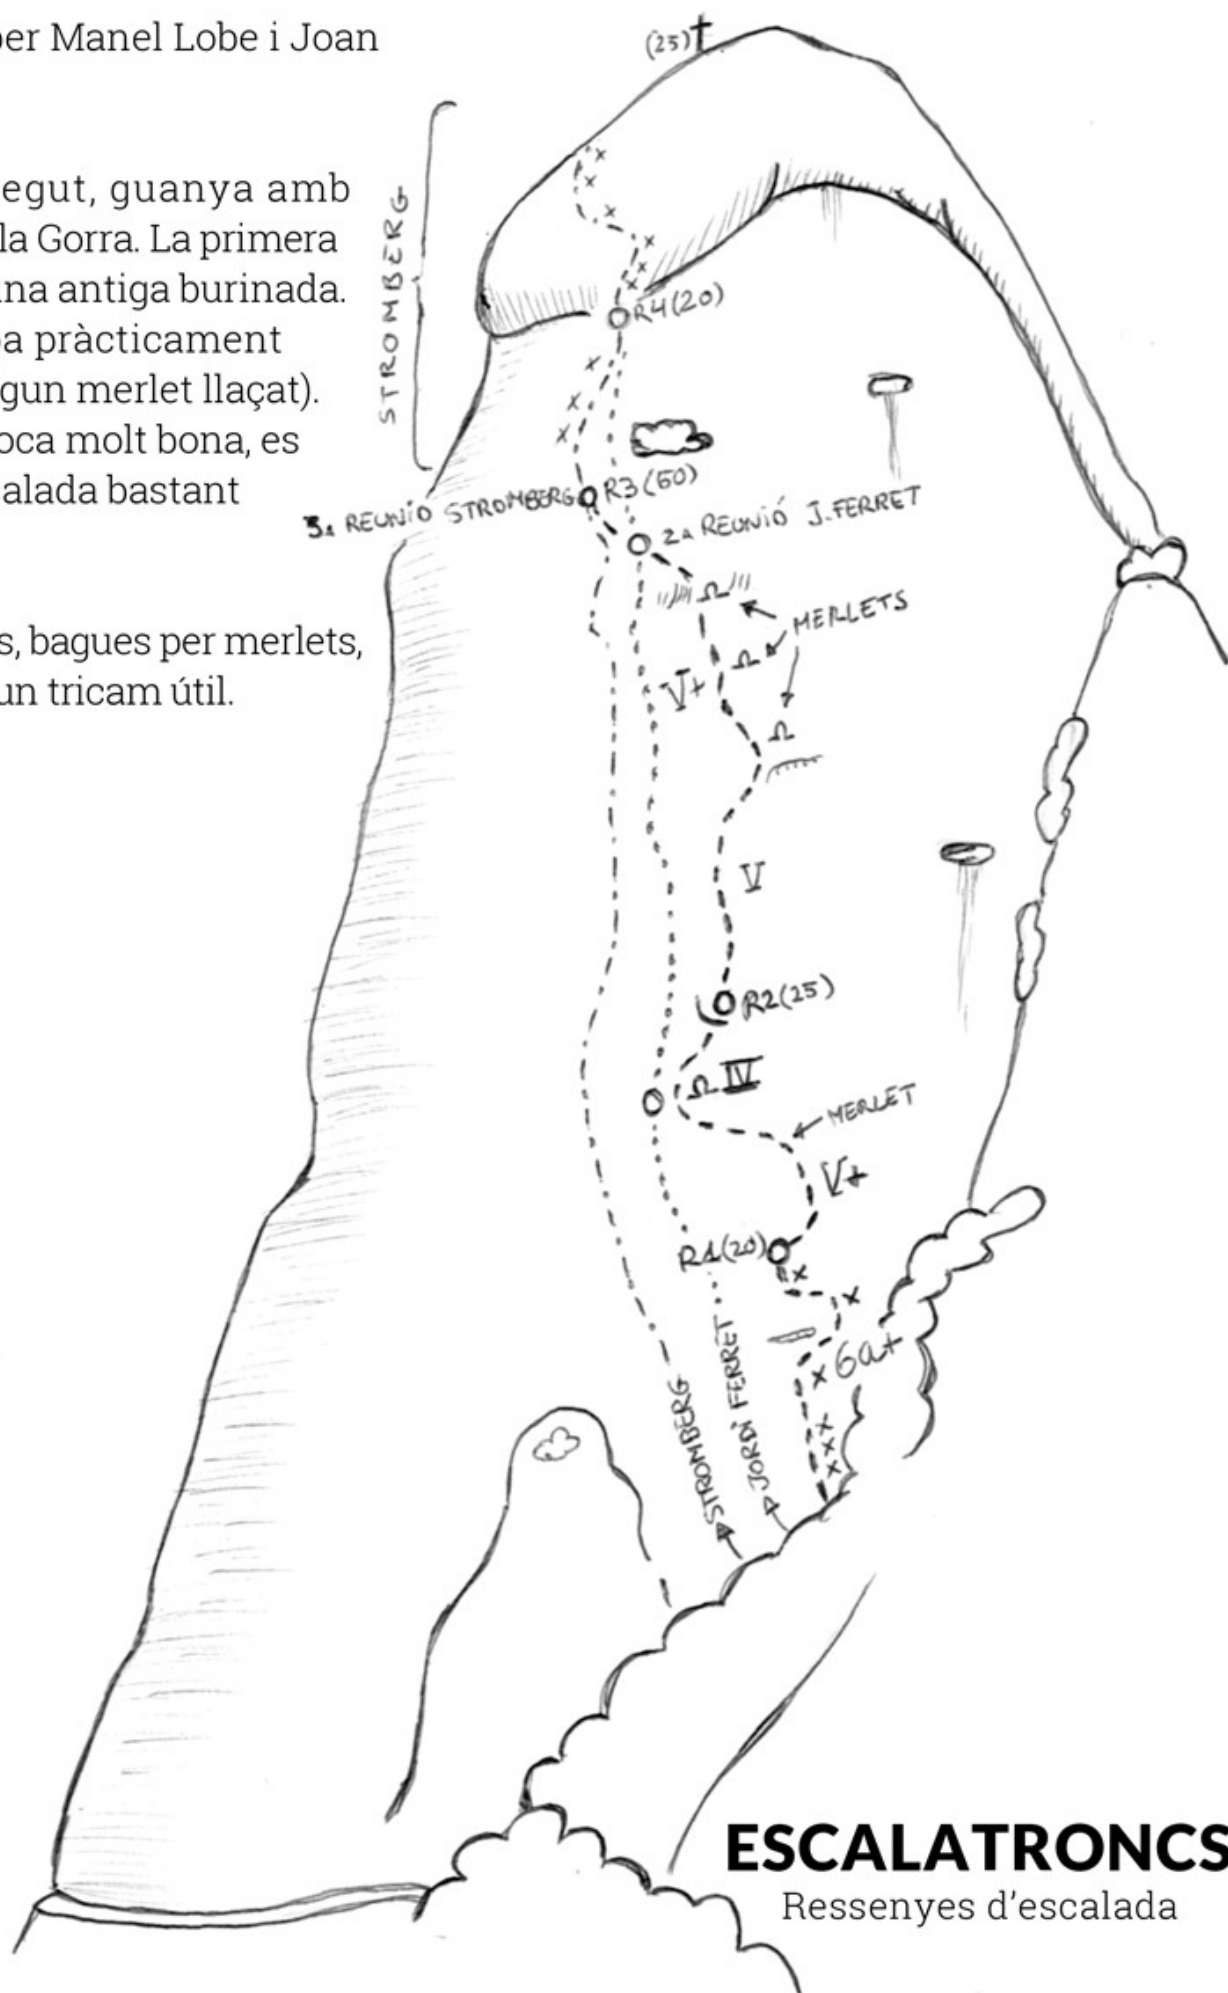 per Manel Lobe i Joan
egut, guanya amb
la Gorra. La primera
una antiga burinada.
a pràcticament
gun merlet llaçat).
oca molt bona, es
alada bastant
s, bagues per merlets,
un tricam útil.
(25)
STROMBERG
R4(20)
3a REUNIÓ STROMBERG
R3(60)
2a REUNIÓ J.FERRET
MERLETS
V+
V
R2(25)
IV
MERLET
V+
R1(20)
6a+
STROMBERG
JORDI FERRET
ESCALATRONCS
Ressenyes d'escalada